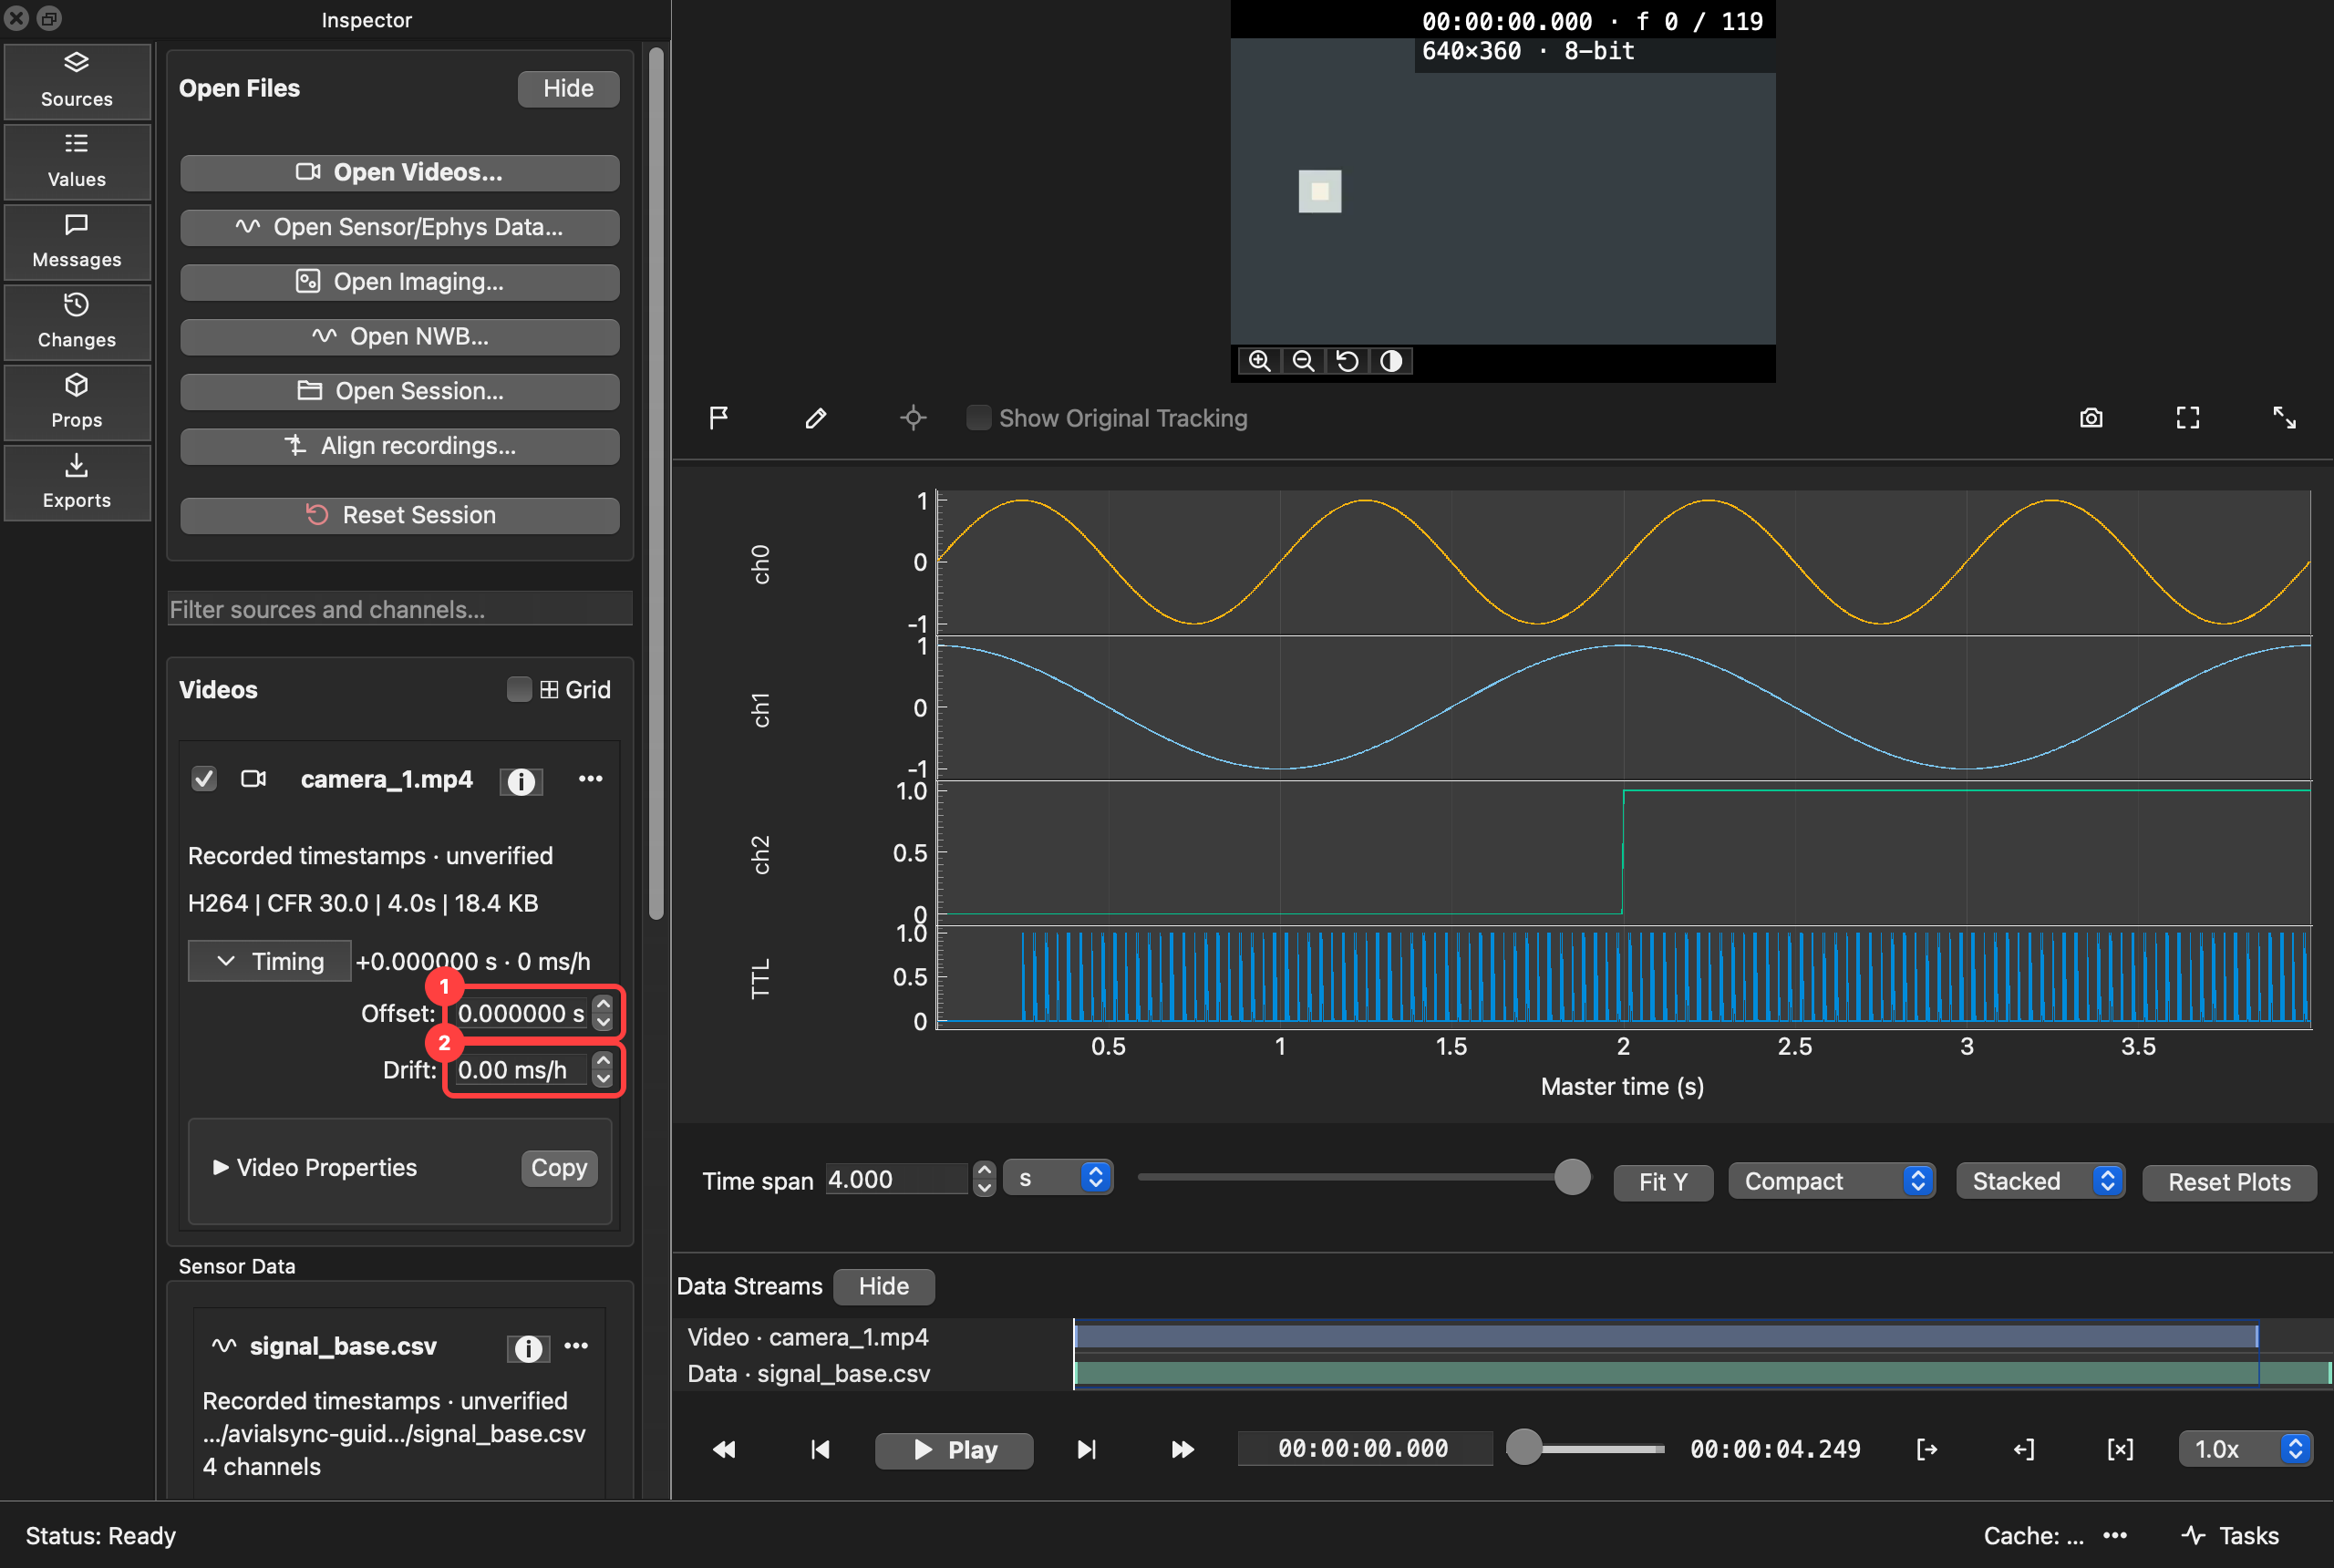 Inspector
Sources
Values
Messages
Changes
Props
Exports
Open Files
Hide
Open Videos...
Open Sensor/Ephys Data...
Open Imaging...
Open NWB...
Open Session...
Align recordings...
Reset Session
Filter sources and channels...
Videos
Grid
camera_1.mp4
Recorded timestamps · unverified
H264 | CFR 30.0 | 4.0s | 18.4 KB
Timing +0.000000 s · 0 ms/h
1
Offset: 0.000000 s
2
Drift: 0.00 ms/h
Video Properties Copy
Sensor Data
signal_base.csv
Recorded timestamps · unverified
.../avialsync-guid.../signal_base.csv
4 channels
00:00:00.000 · f 0 / 119
640×360 · 8-bit
Show Original Tracking
ch0
1
0
-1
ch1
1
0
-1
ch2
1.0
0.5
0
TTL
1.0
0.5
0
0.5 1 1.5 2 2.5 3 3.5
Master time (s)
Time span 4.000 s Fit Y Compact Stacked Reset Plots
Data Streams Hide
Video · camera_1.mp4
Data · signal_base.csv
Play 00:00:00.000 00:00:04.249 1.0x
Status: Ready
Cache: ...
Tasks